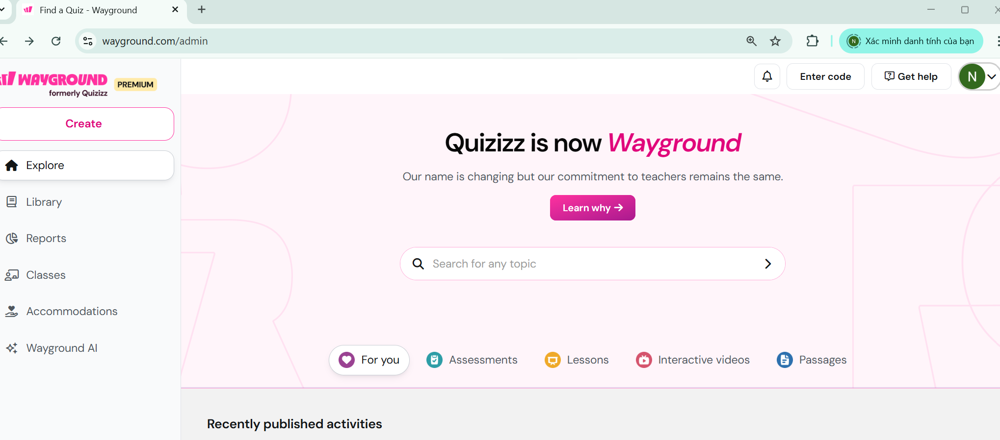 Find a Quiz - Wayground
wayground.com/admin
Xác minh danh tính của bạn
N
WAYGROUND
formerly Quizizz
PREMIUM
Enter code
Get help
N
Create
Explore
Library
Reports
Classes
Accommodations
Wayground AI
Quizizz is now Wayground
Our name is changing but our commitment to teachers remains the same.
Learn why
Search for any topic
For you
Assessments
Lessons
Interactive videos
Passages
Recently published activities